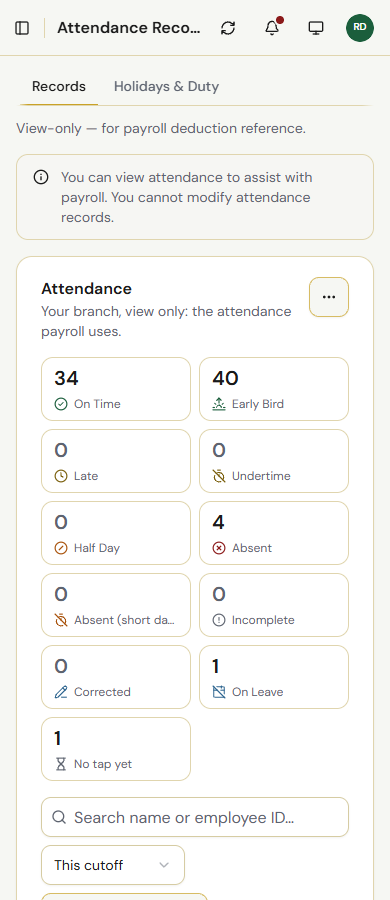 Attendance Reco...
RD
Records
Holidays & Duty
View-only — for payroll deduction reference.
You can view attendance to assist with
payroll. You cannot modify attendance
records.
Attendance
Your branch, view only: the attendance
payroll uses.
34
On Time
40
Early Bird
0
Late
0
Undertime
0
Half Day
4
Absent
0
Absent (short da...
0
Incomplete
0
Corrected
1
On Leave
1
No tap yet
Search name or employee ID...
This cutoff